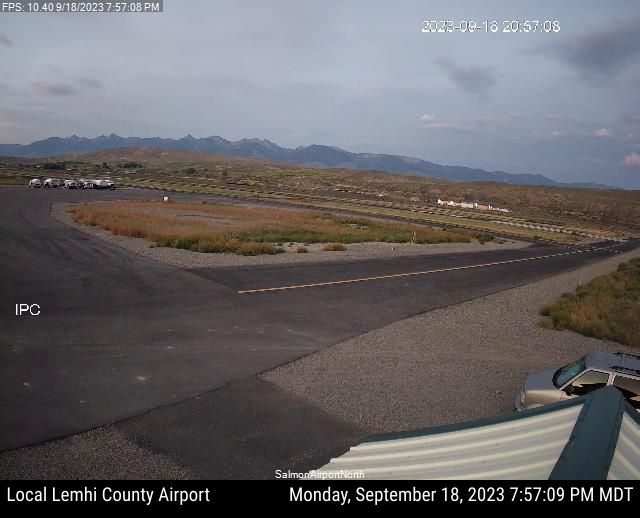 FPS: 10.40 9/18/2023 7:57:08 PM
2023-09-18 20:57:08
IPC
SalmonAirportNorth
Local Lemhi County Airport
Monday, September 18, 2023 7:57:09 PM MDT